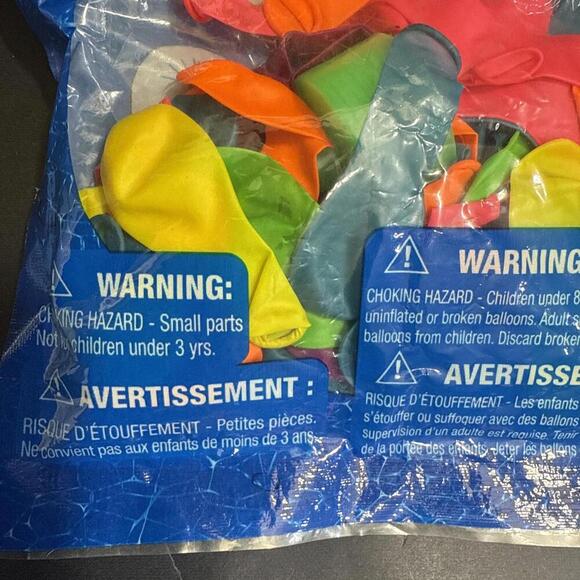 WARNING:
CHOKING HAZARD - Small parts
children under 3 yrs.
AVERTISSEMENT :
RISQUE D'ÉTOUFFEMENT - Petites pièces.
Ne convient pas aux enfants de moins de 3 ans.
WARNING
CHOKING HAZARD - Children under 8
uninflated or broken balloons. Adult s
balloons from children. Discard broken
AVERTISSE
RISQUE D'ÉTOUFFEMENT - Les enfants
s'étouffer ou suffoquer avec des ballons
Supervision d'un adulte est requise. Tenir
de la portée des enfants. Jeter les ballons